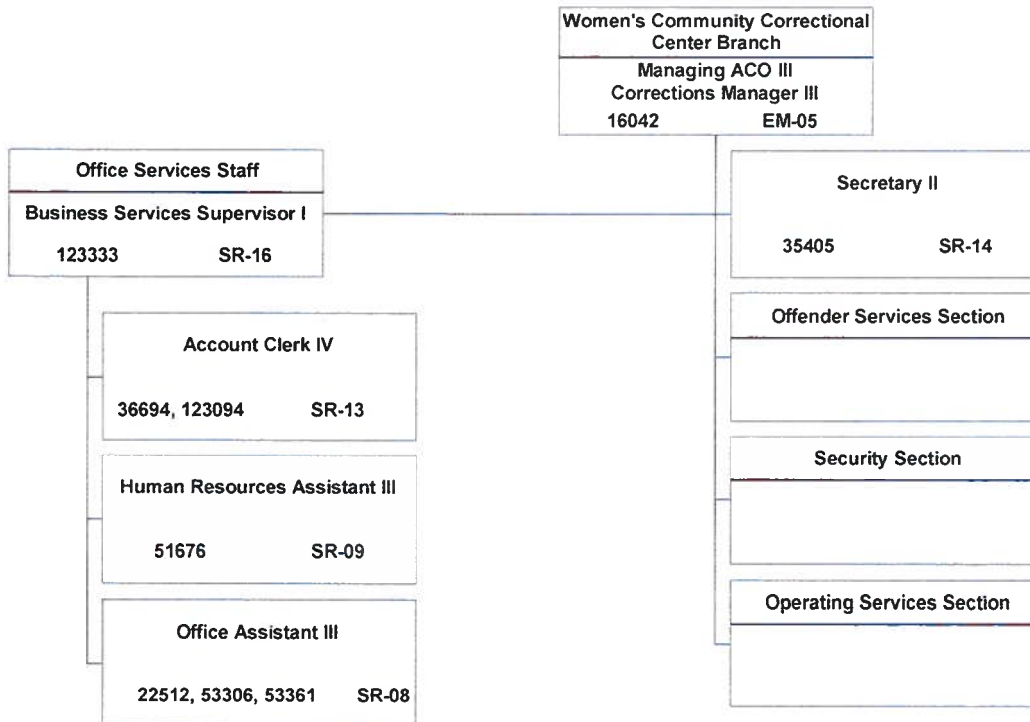 Women's Community Correctional
Center Branch
Managing ACO III
Corrections Manager III
16042 EM-05
Office Services Staff
Business Services Supervisor I
123333 SR-16
Secretary II
35405 SR-14
Account Clerk IV
36694, 123094 SR-13
Human Resources Assistant III
51676 SR-09
Office Assistant III
22512, 53306, 53361 SR-08
Offender Services Section
Security Section
Operating Services Section